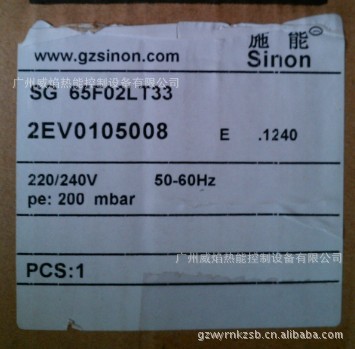 施能
www.gzsinon.com Sinon
广州威焰热能控制设备有限公司
SG 65F02LT33
2EV0105008 E .1240
220/240V 50-60Hz
pe: 200 mbar
广州威焰热能控制设备有限公司
PCS:1
gzwyrnkzsb.cn.alibaba.com